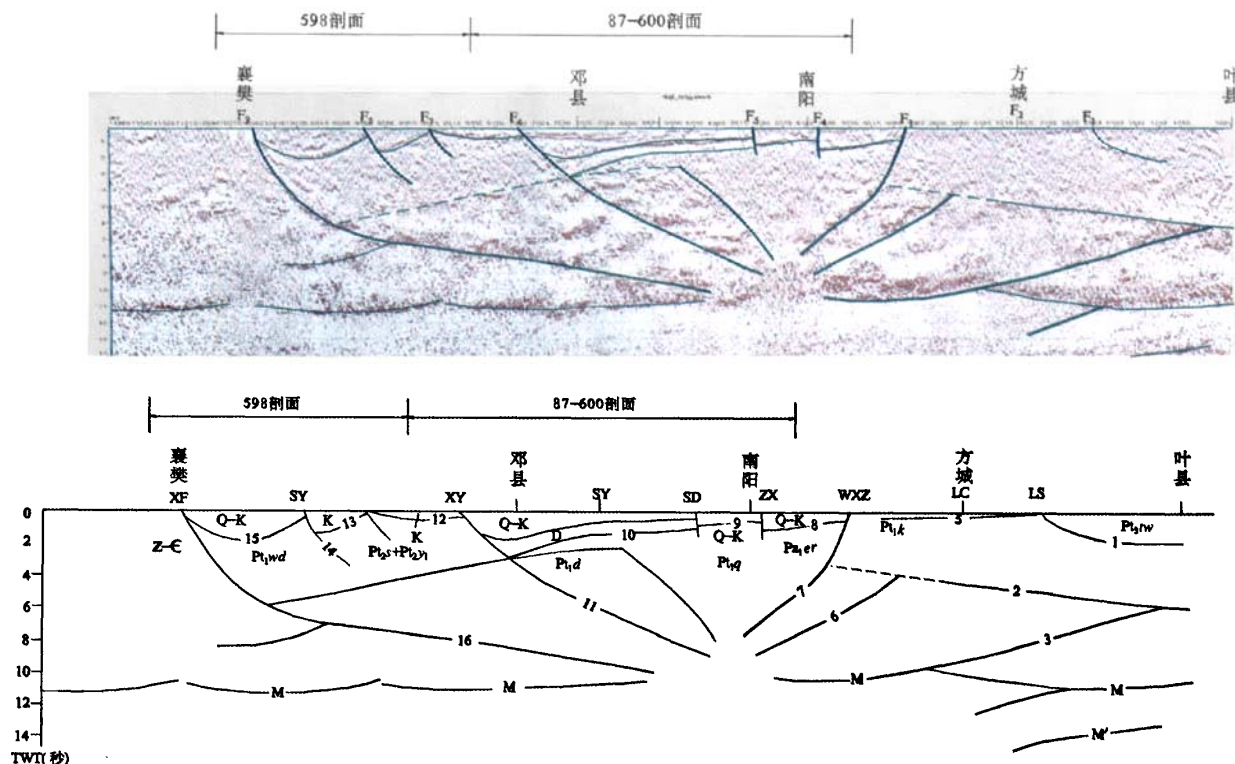 598剖面 87-600剖面
襄樊 邓县 南阳 方城 叶县
598剖面 87-600剖面
襄樊 邓县 南阳 方城 叶县
XF SY XY SY SD ZX WXZ LC LS
0 Q-K K 13 12 Q-K 9 Q-K 8 Pt₁k 5 Pt₃tw
2 Z-Є 15 Pt₁wd 14 Pt₂s+Pt₂y₁ K D 10 Q-K Pz₁er 1
4 Pt₁d Pt₁q
6 11 7 6 2
8 16 3
10
12 M M M M
14 M'
TWT(秒)